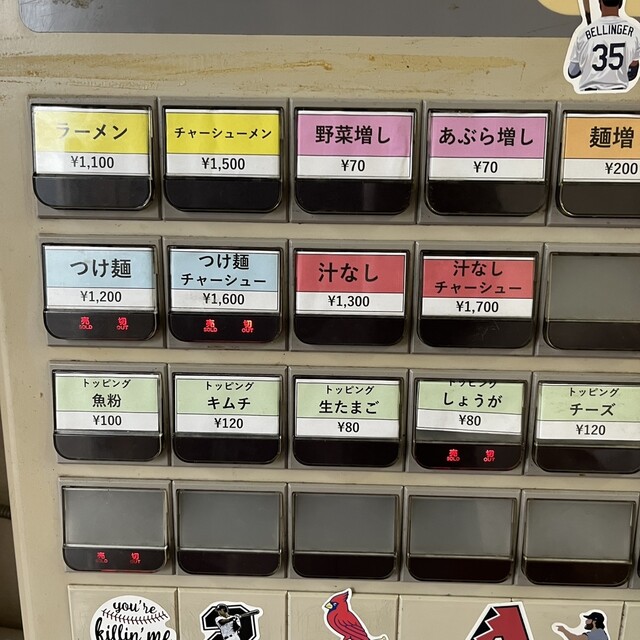 BELLINGER
35
ラーメン
¥1,100
チャーシューメン
¥1,500
野菜増し
¥70
あぶら増し
¥70
麺増
¥200
つけ麺
¥1,200
売切
SOLD OUT
つけ麺
チャーシュー
¥1,600
売切
SOLD OUT
汁なし
¥1,300
汁なし
チャーシュー
¥1,700
トッピング
魚粉
¥100
トッピング
キムチ
¥120
トッピング
生たまご
¥80
トッピング
しょうが
¥80
売切
SOLD OUT
トッピング
チーズ
¥120
売切
SOLD OUT
you're
killin' me